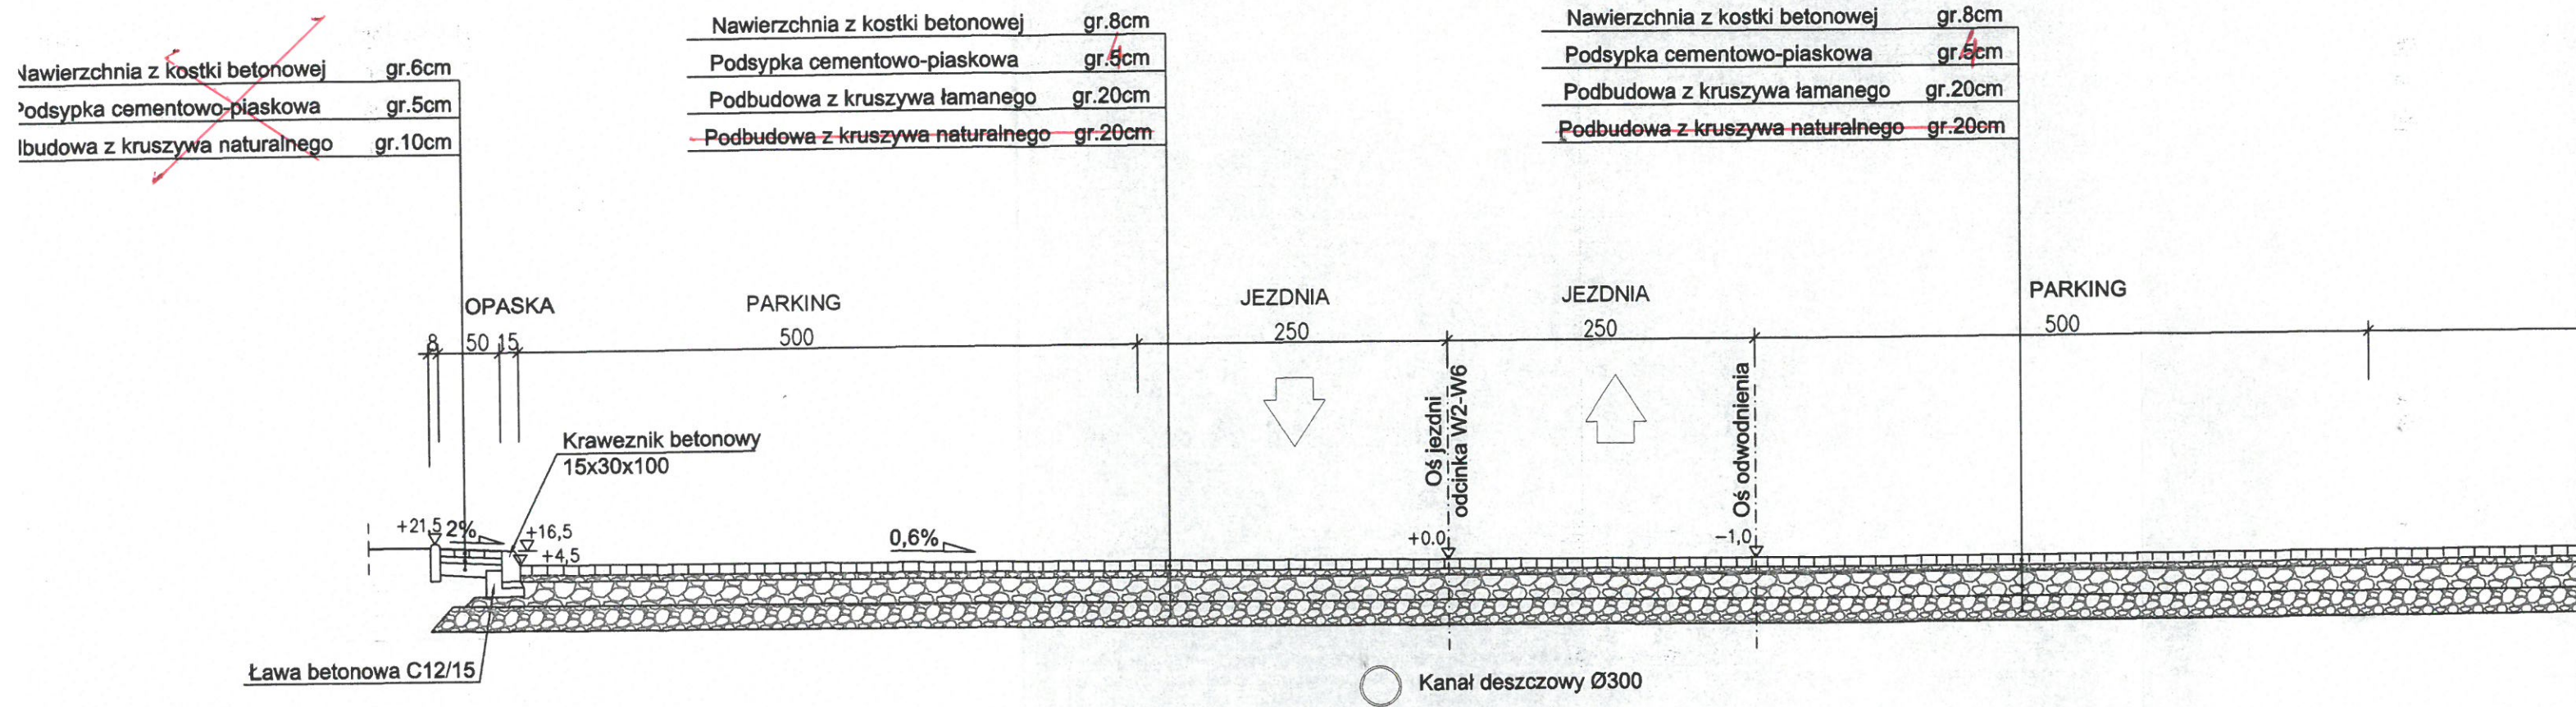 Nawierzchnia z kostki betonowej gr.6cm
Podsypka cementowo-piaskowa gr.5cm
lbudowa z kruszywa naturalnego gr.10cm
Nawierzchnia z kostki betonowej gr.8cm
Podsypka cementowo-piaskowa gr.5cm 4
Podbudowa z kruszywa łamanego gr.20cm
Podbudowa z kruszywa naturalnego gr.20cm
Nawierzchnia z kostki betonowej gr.8cm
Podsypka cementowo-piaskowa gr.5cm 4
Podbudowa z kruszywa łamanego gr.20cm
Podbudowa z kruszywa naturalnego gr.20cm
OPASKA PARKING JEZDNIA JEZDNIA PARKING
8 50 15 500 250 250 500
Oś jezdni
odcinka W2-W6
Oś odwodnienia
Kraweznik betonowy
15x30x100
+21,5 2% +16,5 0,6% +0.0 -1,0
+4,5
Ława betonowa C12/15
Kanał deszczowy Ø300